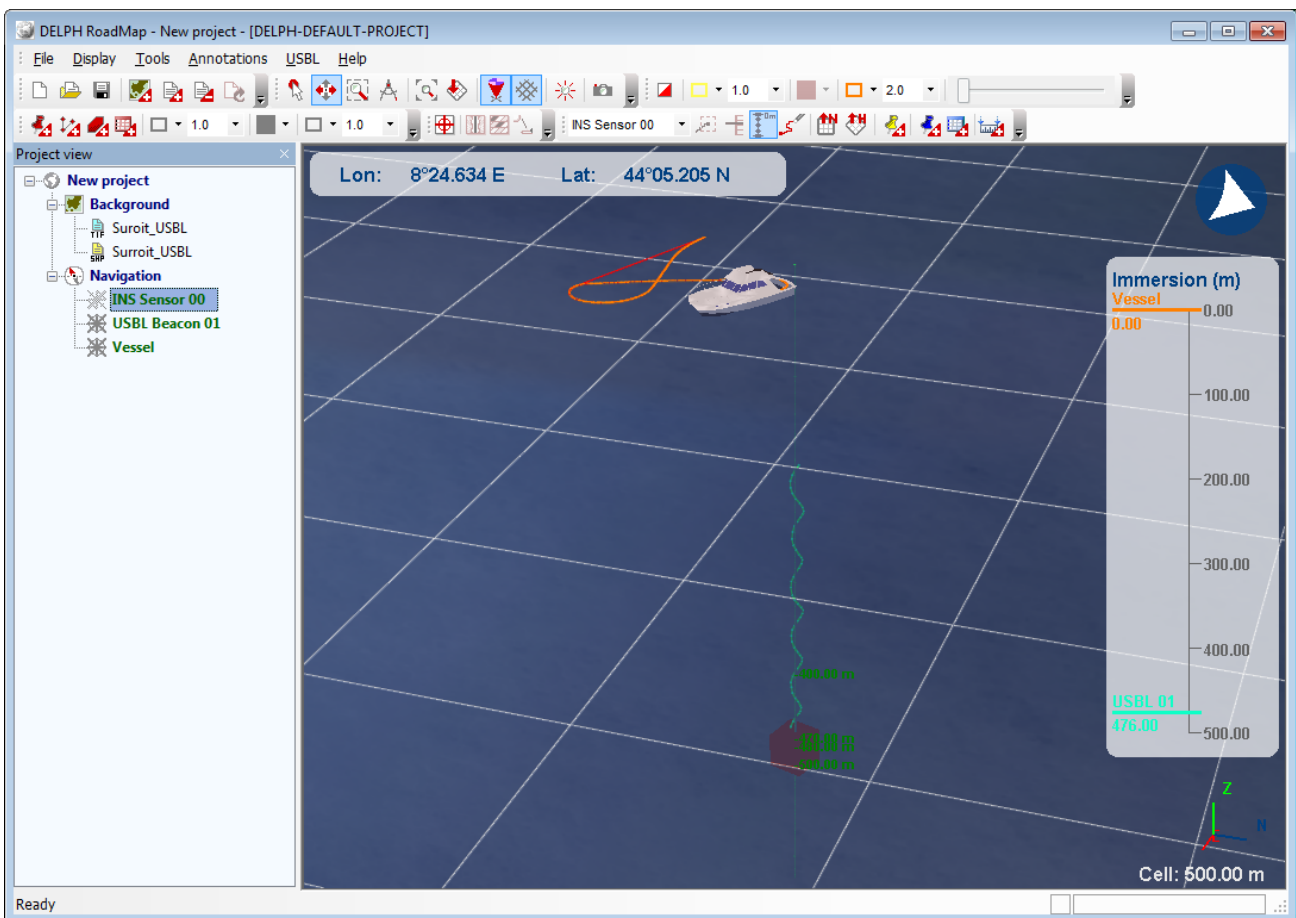 DELPH RoadMap - New project - [DELPH-DEFAULT-PROJECT]
File Display Tools Annotations USBL Help
1.0 2.0
1.0 1.0 INS Sensor 00
Project view
New project
Background
TIF Suroit_USBL
SHP Surroit_USBL
Navigation
INS Sensor 00
USBL Beacon 01
Vessel
Lon: 8°24.634 E Lat: 44°05.205 N
Immersion (m)
Vessel
0.00
0.00
100.00
200.00
300.00
400.00
500.00
USBL 01
476.00
Z
N
Cell: 500.00 m
Ready